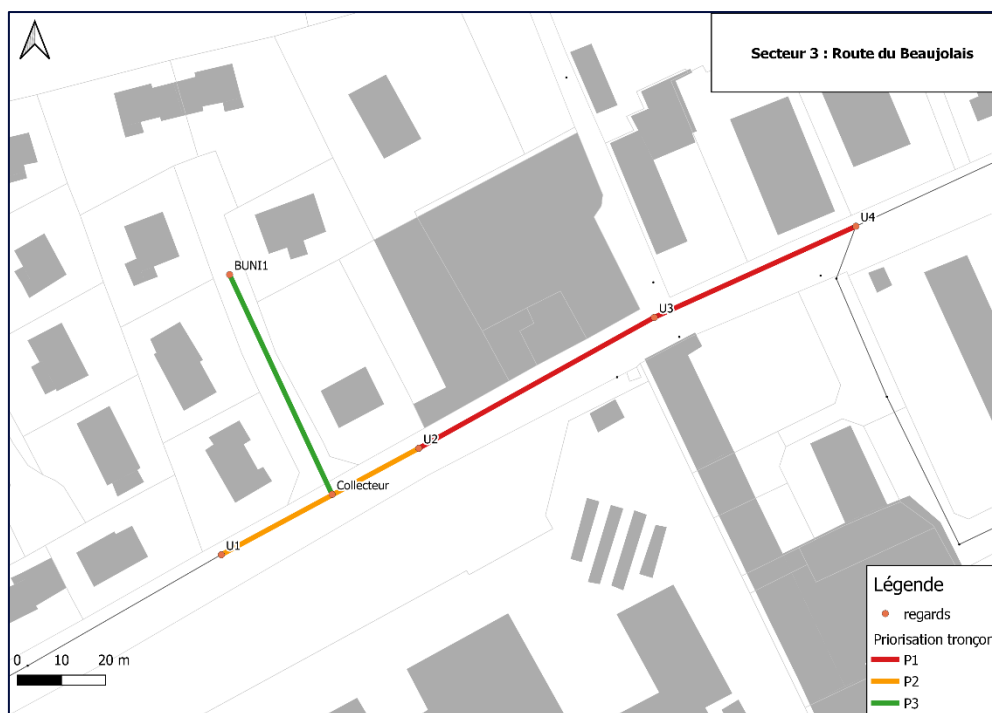 Secteur 3 : Route du Beaujolais
U4
BUNI1
U3
U2
Collecteur
U1
Légende
regards
Priorisation tronçon
P1
P2
P3
0 10 20 m